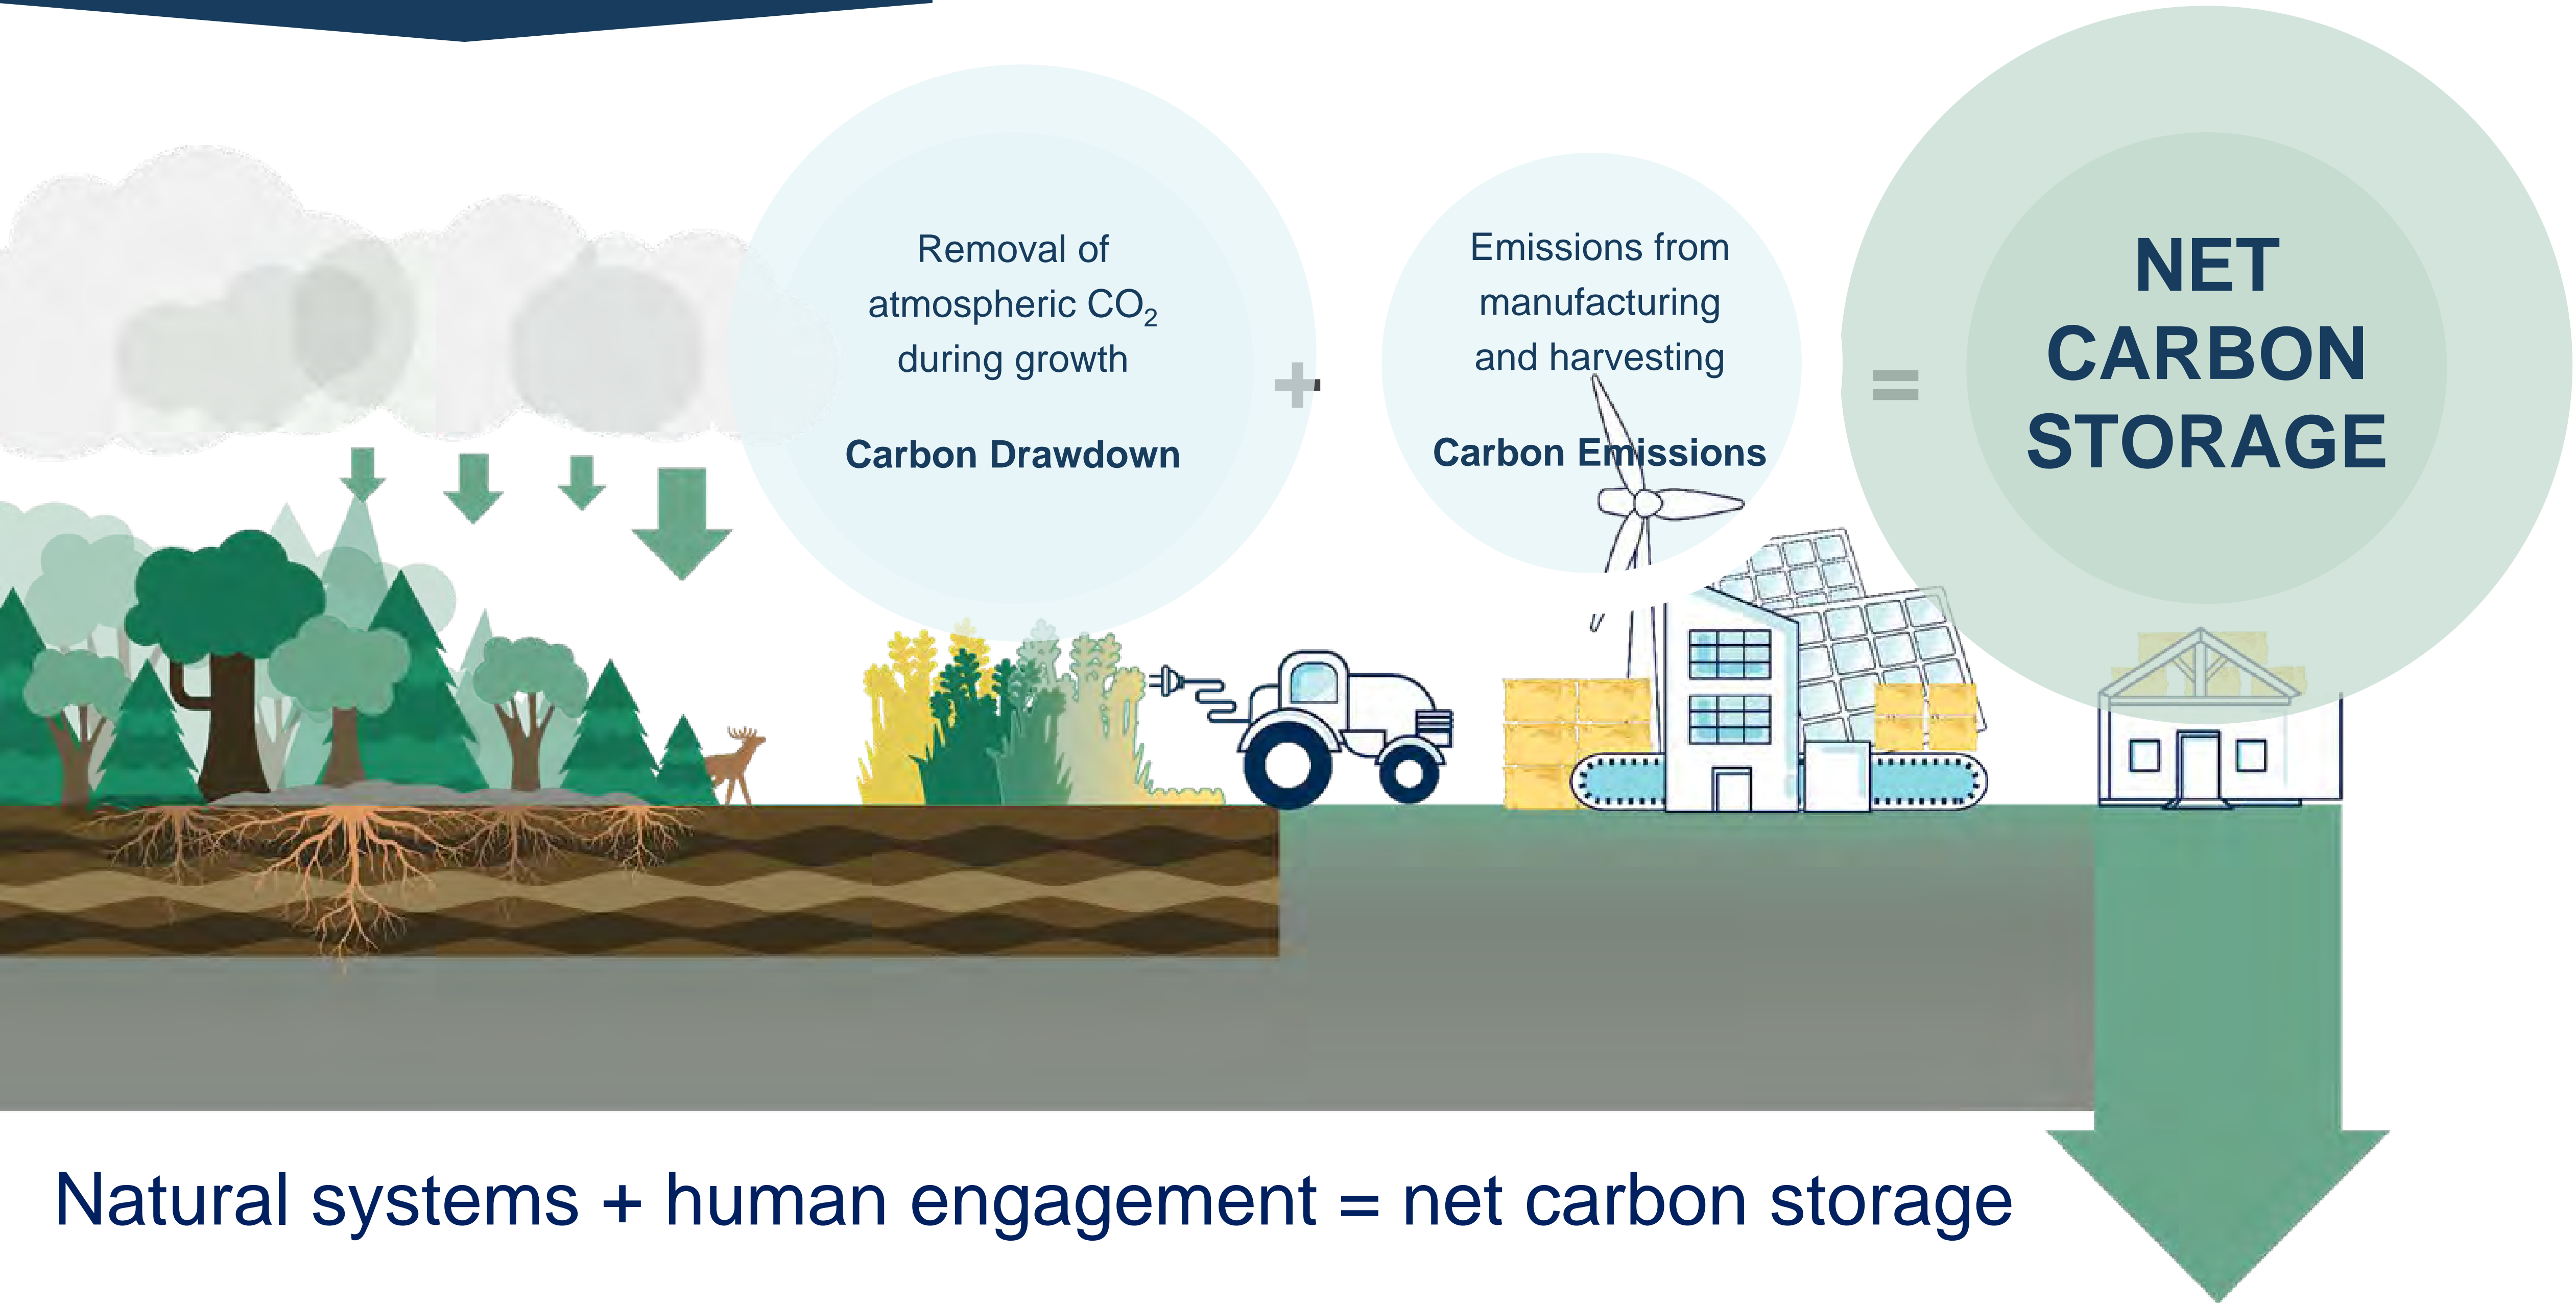 Removal of
atmospheric CO₂
during growth
Carbon Drawdown
+
Emissions from
manufacturing
and harvesting
Carbon Emissions
=
NET
CARBON
STORAGE
Natural systems + human engagement = net carbon storage